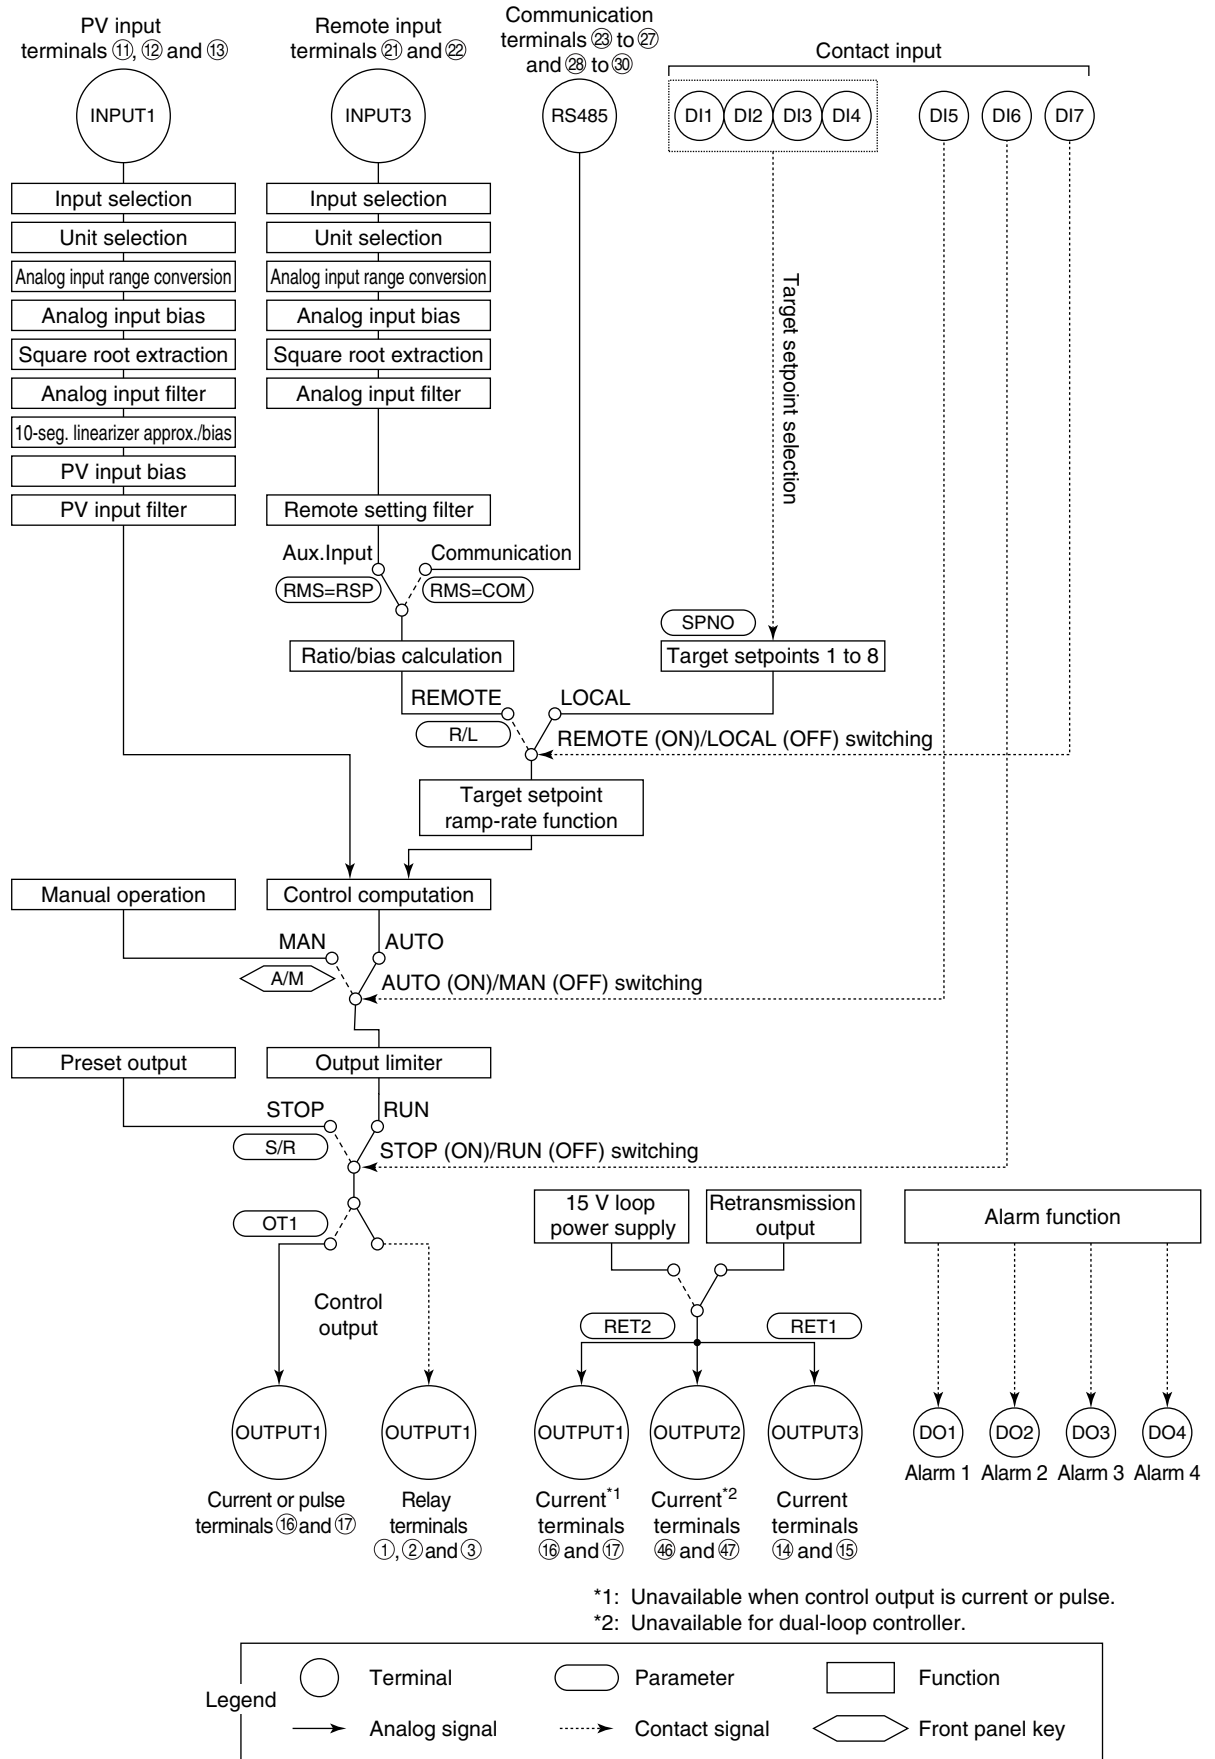 PV input
terminals ⑪, ⑫ and ⑬
Remote input
terminals ㉑ and ㉒
Communication
terminals ㉓ to ㉗
and ㉘ to ㉚
Contact input
INPUT1
INPUT3
RS485
DI1
DI2
DI3
DI4
DI5
DI6
DI7
Input selection
Unit selection
Analog input range conversion
Analog input bias
Square root extraction
Analog input filter
10-seg. linearizer approx./bias
PV input bias
PV input filter
Input selection
Unit selection
Analog input range conversion
Analog input bias
Square root extraction
Analog input filter
Remote setting filter
Target setpoint selection
Aux.Input
Communication
RMS=RSP
RMS=COM
SPNO
Ratio/bias calculation
Target setpoints 1 to 8
REMOTE
LOCAL
R/L
REMOTE (ON)/LOCAL (OFF) switching
Target setpoint
ramp-rate function
Manual operation
Control computation
MAN
AUTO
A/M
AUTO (ON)/MAN (OFF) switching
Preset output
Output limiter
STOP
RUN
S/R
STOP (ON)/RUN (OFF) switching
OT1
Control
output
15 V loop
power supply
Retransmission
output
Alarm function
RET2
RET1
OUTPUT1
OUTPUT1
OUTPUT1
OUTPUT2
OUTPUT3
DO1
DO2
DO3
DO4
Alarm 1
Alarm 2
Alarm 3
Alarm 4
Current or pulse
terminals ⑯ and ⑰
Relay
terminals
①, ② and ③
Current*1
terminals
⑯ and ⑰
Current*2
terminals
㊻ and ㊼
Current
terminals
⑭ and ⑮
*1: Unavailable when control output is current or pulse.
*2: Unavailable for dual-loop controller.
Legend
Terminal
Parameter
Function
Analog signal
Contact signal
Front panel key